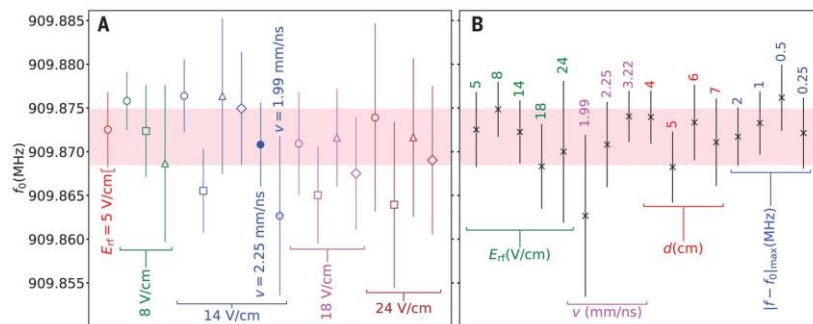 A
909.885
909.880
909.875
909.870
909.865
909.860
909.855
f₀(MHz)
E_rf = 5 V/cm
8 V/cm
14 V/cm
v = 2.25 mm/ns
v = 1.99 mm/ns
18 V/cm
24 V/cm
B
5
8
14
18
24
1.99
2.25
3.22
4
5
6
7
2
1
0.5
0.25
E_rf(V/cm)
v (mm/ns)
d(cm)
|f − f₀|_max(MHz)